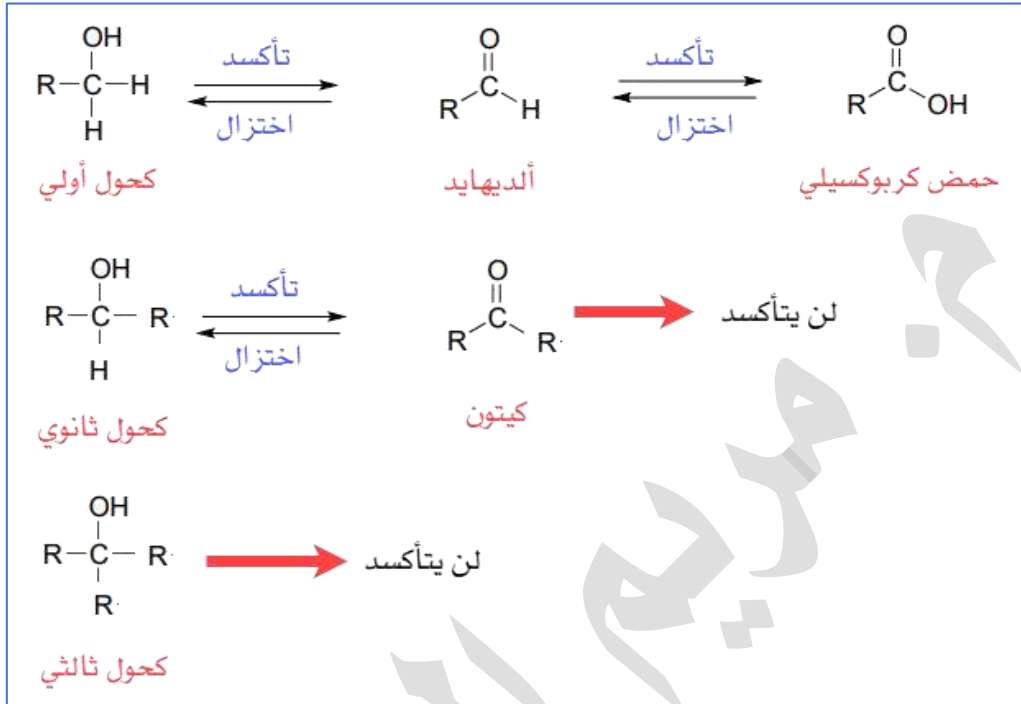 OH
R–C–H
H
تأكسد
اختزال
O
R C H
تأكسد
اختزال
O
R C OH
كحول أولي
ألديهايد
حمض كربوكسيلي
OH
R–C–R
H
تأكسد
اختزال
O
R C R
لن يتأكسد
كحول ثانوي
كيتون
OH
R–C–R
R
لن يتأكسد
كحول ثالثي